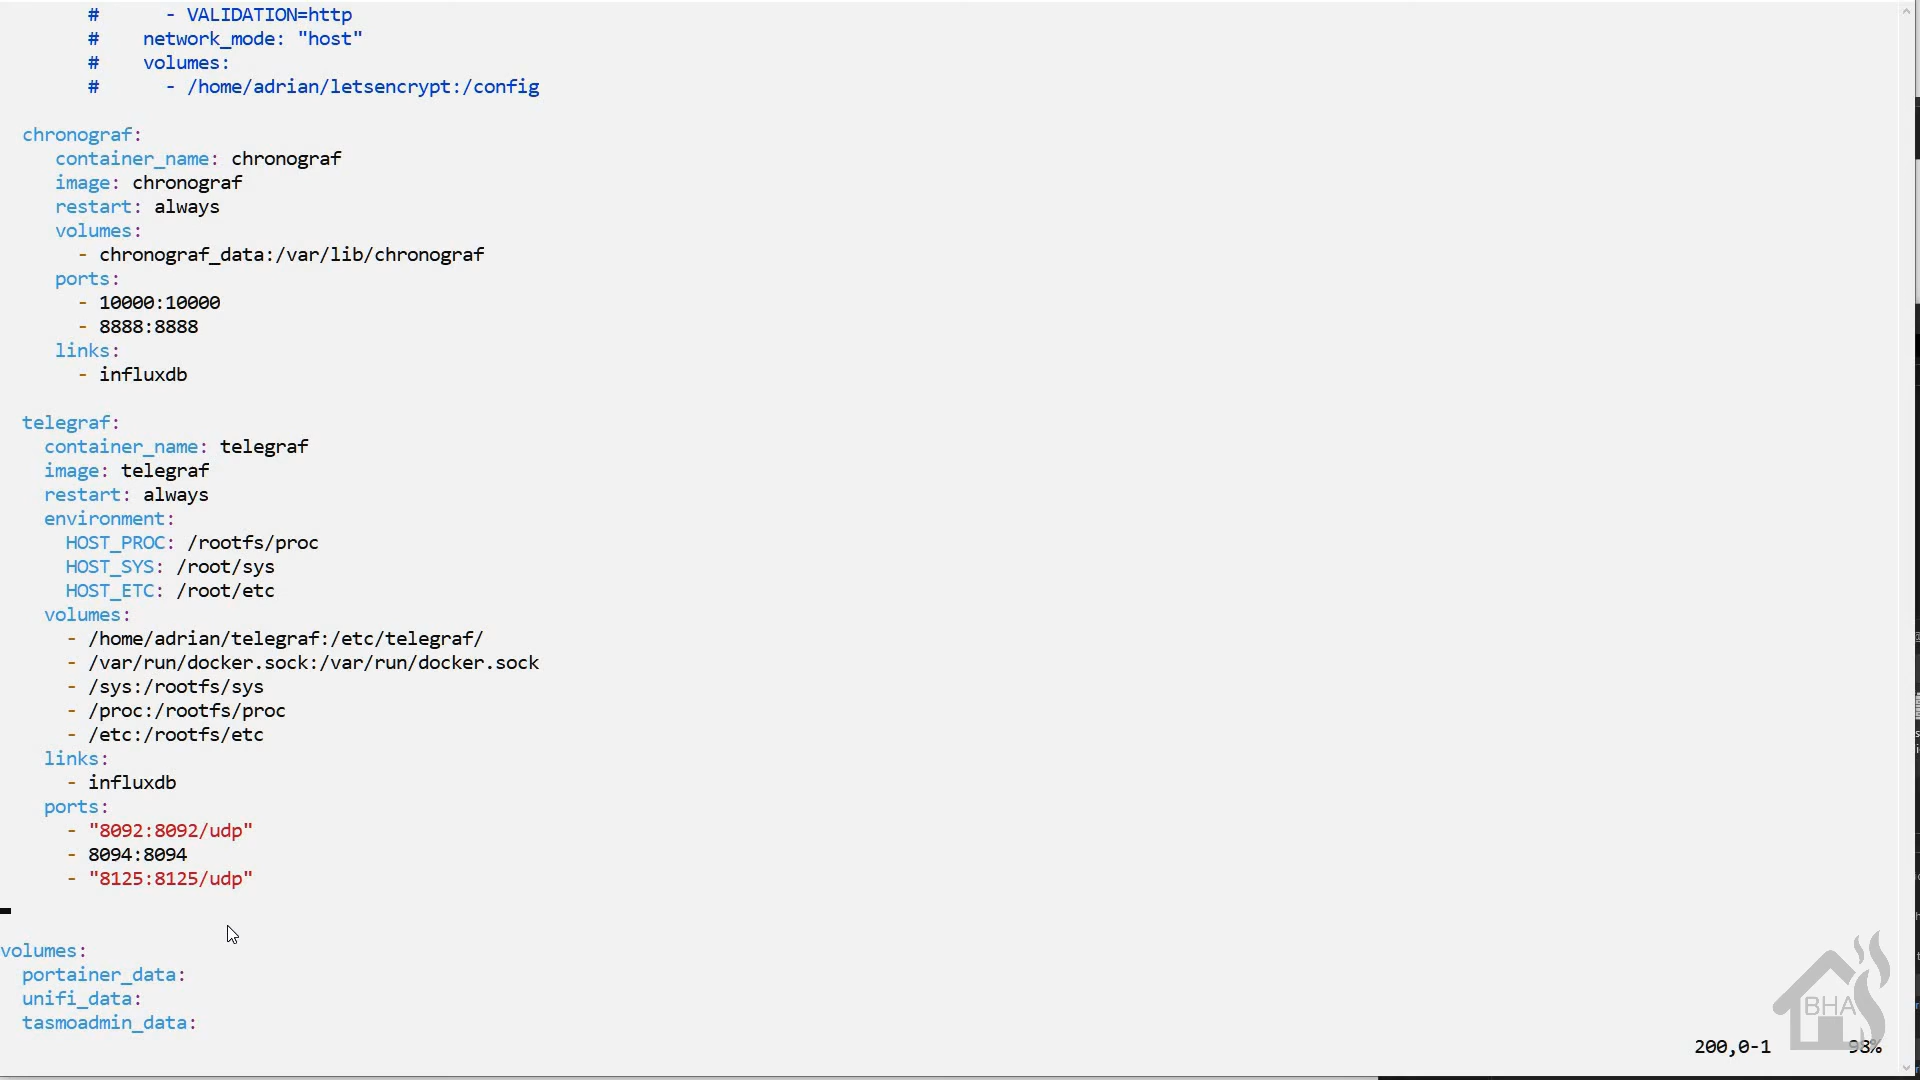 #      - VALIDATION=http
#    network_mode: "host"
#    volumes:
#      - /home/adrian/letsencrypt:/config
chronograf:
container_name: chronograf
image: chronograf
restart: always
volumes:
- chronograf_data:/var/lib/chronograf
ports:
- 10000:10000
- 8888:8888
links:
- influxdb
telegraf:
container_name: telegraf
image: telegraf
restart: always
environment:
HOST_PROC: /rootfs/proc
HOST_SYS: /root/sys
HOST_ETC: /root/etc
volumes:
- /home/adrian/telegraf:/etc/telegraf/
- /var/run/docker.sock:/var/run/docker.sock
- /sys:/rootfs/sys
- /proc:/rootfs/proc
- /etc:/rootfs/etc
links:
- influxdb
ports:
- "8092:8092/udp"
- 8094:8094
- "8125:8125/udp"
volumes:
portainer_data:
unifi_data:
tasmoadmin_data:
BHA
200,0-1 98%